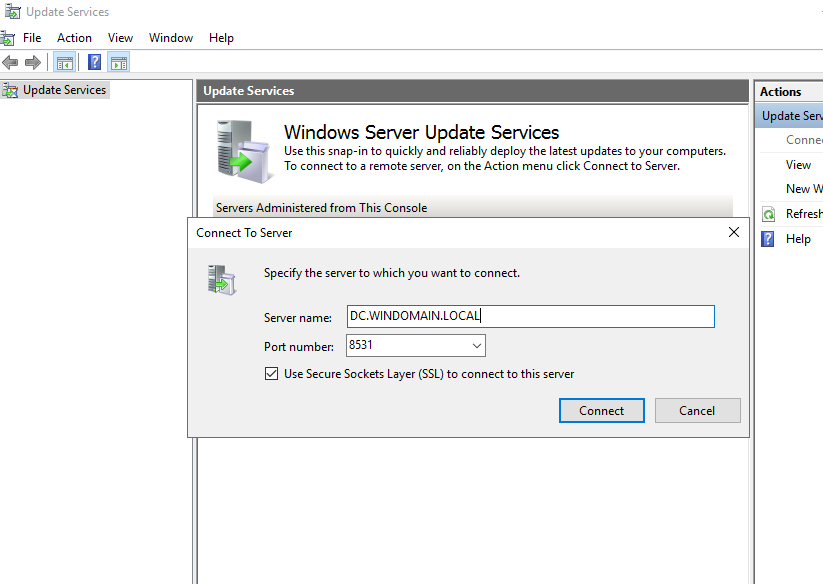 Update Services
File Action View Window Help
Update Services
Update Services
Actions
Windows Server Update Services
Use this snap-in to quickly and reliably deploy the latest updates to your computers.
To connect to a remote server, on the Action menu click Connect to Server.
Servers Administered from This Console
Update Serv
Connec
View
New W
Refresh
Help
Connect To Server
Specify the server to which you want to connect.
Server name: DC.WINDOMAIN.LOCAL
Port number: 8531
Use Secure Sockets Layer (SSL) to connect to this server
Connect Cancel